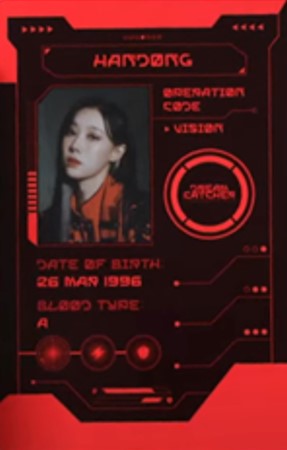 HANDONG
OPERATION
CODE
VISION
DREAM
CATCHER
DATE OF BIRTH:
26 MAR 1996
BLOOD TYPE:
A